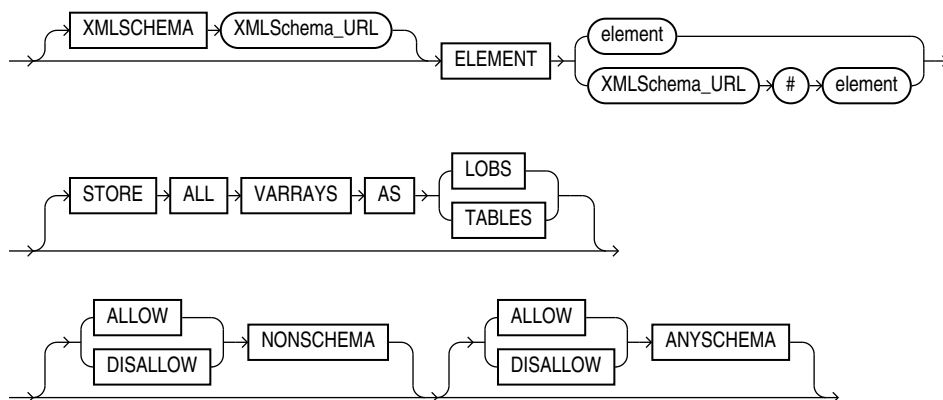 XMLSCHEMA XMLSchema_URL
ELEMENT
element
XMLSchema_URL # element
STORE ALL VARRAYS AS
LOBS
TABLES
ALLOW
DISALLOW
NONSCHEMA
ALLOW
DISALLOW
ANYSCHEMA